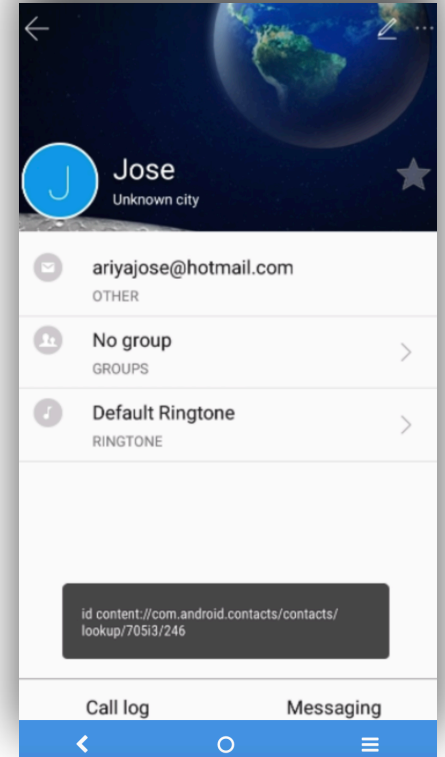 J
Jose
Unknown city
ariyajose@hotmail.com
OTHER
No group
GROUPS
Default Ringtone
RINGTONE
id content://com.android.contacts/contacts/
lookup/705i3/246
Call log Messaging